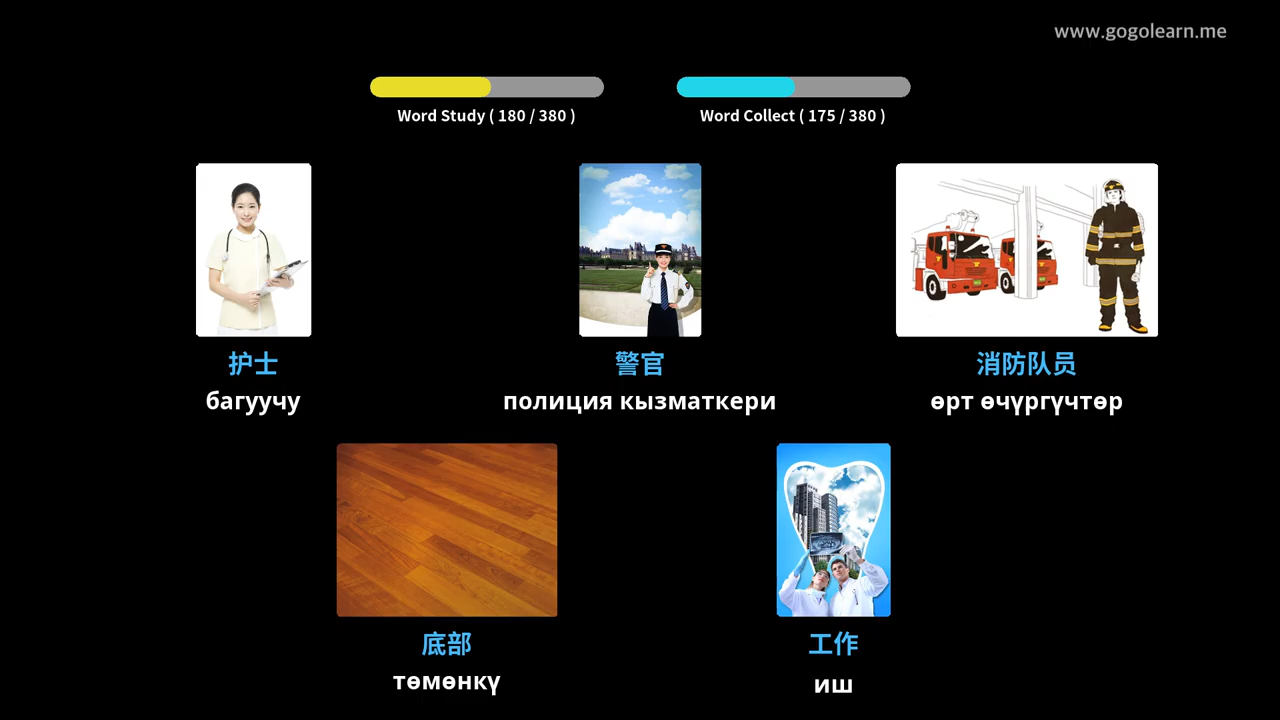 www.gogolearn.me
Word Study ( 180 / 380 )
Word Collect ( 175 / 380 )
护士
багуучу
警官
полиция кызматкери
消防队员
өрт өчүргүчтөр
底部
төмөнкү
工作
иш